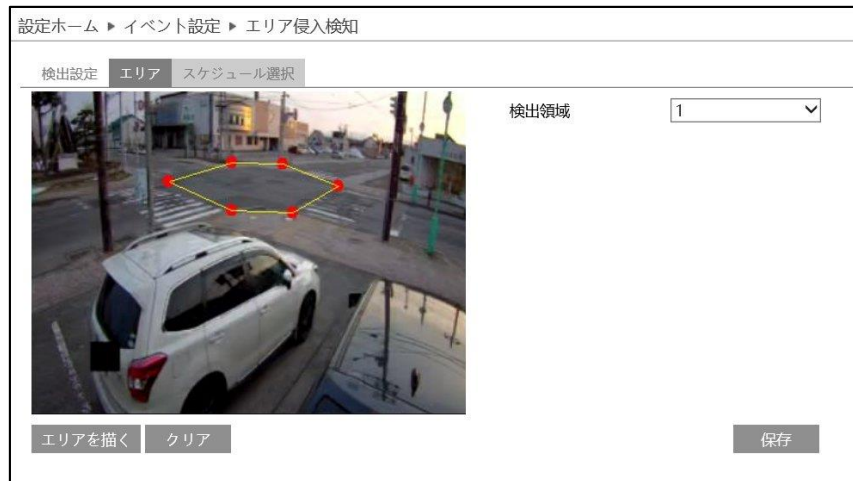 設定ホーム ▶ イベント設定 ▶ エリア侵入検知
検出設定 エリア スケジュール選択
検出領域 1
エリアを描く クリア 保存